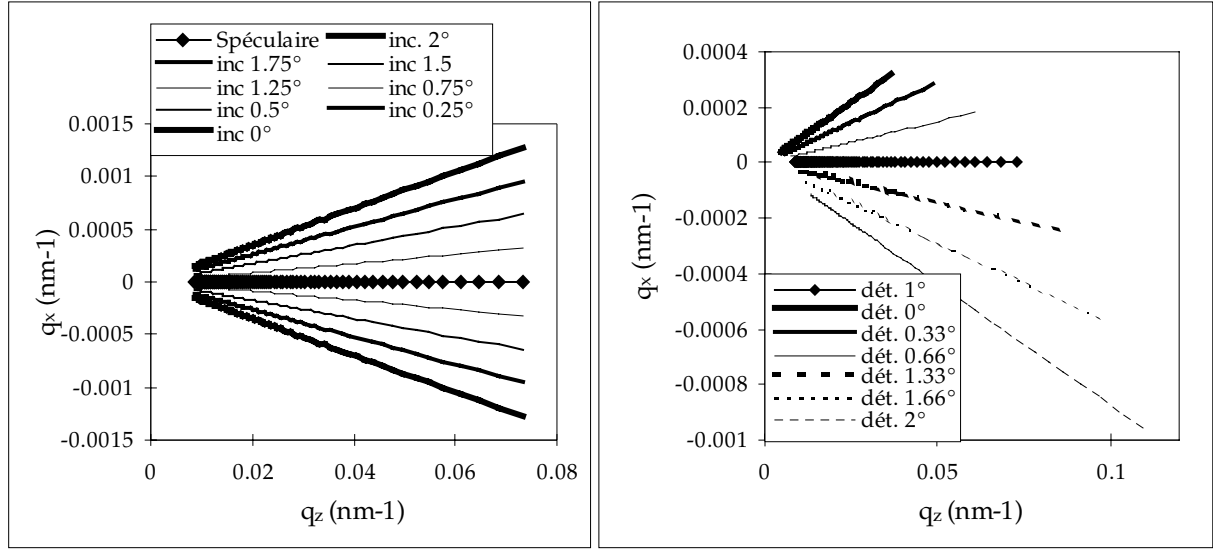 Spéculaire
inc. 2°
inc 1.75°
inc 1.5
inc 1.25°
inc 0.75°
inc 0.5°
inc 0.25°
inc 0°
0.0015
0.001
0.0005
0
-0.0005
-0.001
-0.0015
qx (nm-1)
0
0.02
0.04
0.06
0.08
qz (nm-1)
0.0004
0.0002
0
-0.0002
-0.0004
-0.0006
-0.0008
-0.001
qx (nm-1)
dét. 1°
dét. 0°
dét. 0.33°
dét. 0.66°
dét. 1.33°
dét. 1.66°
dét. 2°
0
0.05
0.1
qz (nm-1)